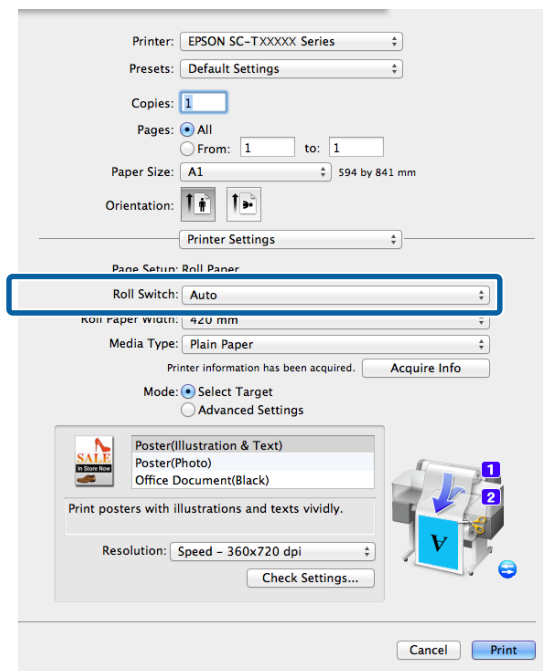 Printer: EPSON SC-TXXXXX Series
Presets: Default Settings
Copies: 1
Pages: All
From: 1 to: 1
Paper Size: A1 594 by 841 mm
Orientation:
Printer Settings
Page Setup: Roll Paper
Roll Switch: Auto
Roll Paper Width: 420 mm
Media Type: Plain Paper
Printer information has been acquired. Acquire Info
Mode: Select Target
Advanced Settings
SALE
In Store Now
Poster(Illustration & Text)
Poster(Photo)
Office Document(Black)
Print posters with illustrations and texts vividly.
1
2
A
Resolution: Speed - 360x720 dpi
Check Settings...
Cancel Print